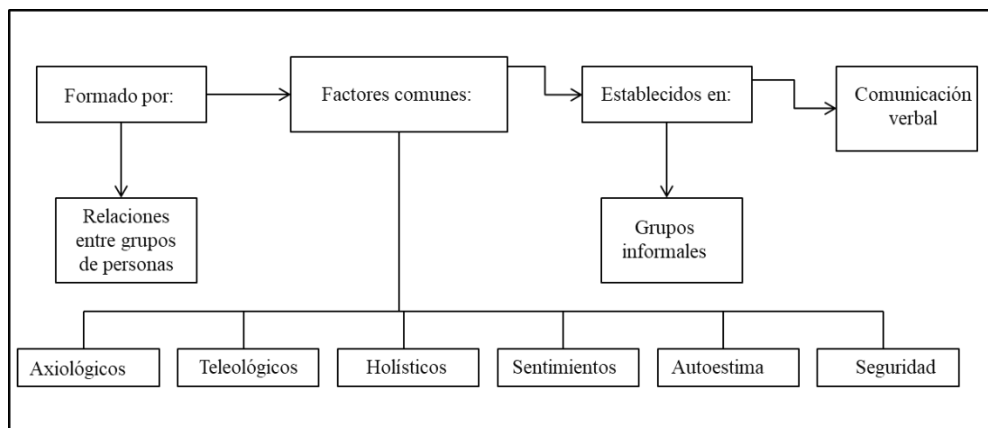 Formado por:
Factores comunes:
Establecidos en:
Comunicación
verbal
Relaciones
entre grupos
de personas
Grupos
informales
Axiológicos
Teleológicos
Holísticos
Sentimientos
Autoestima
Seguridad